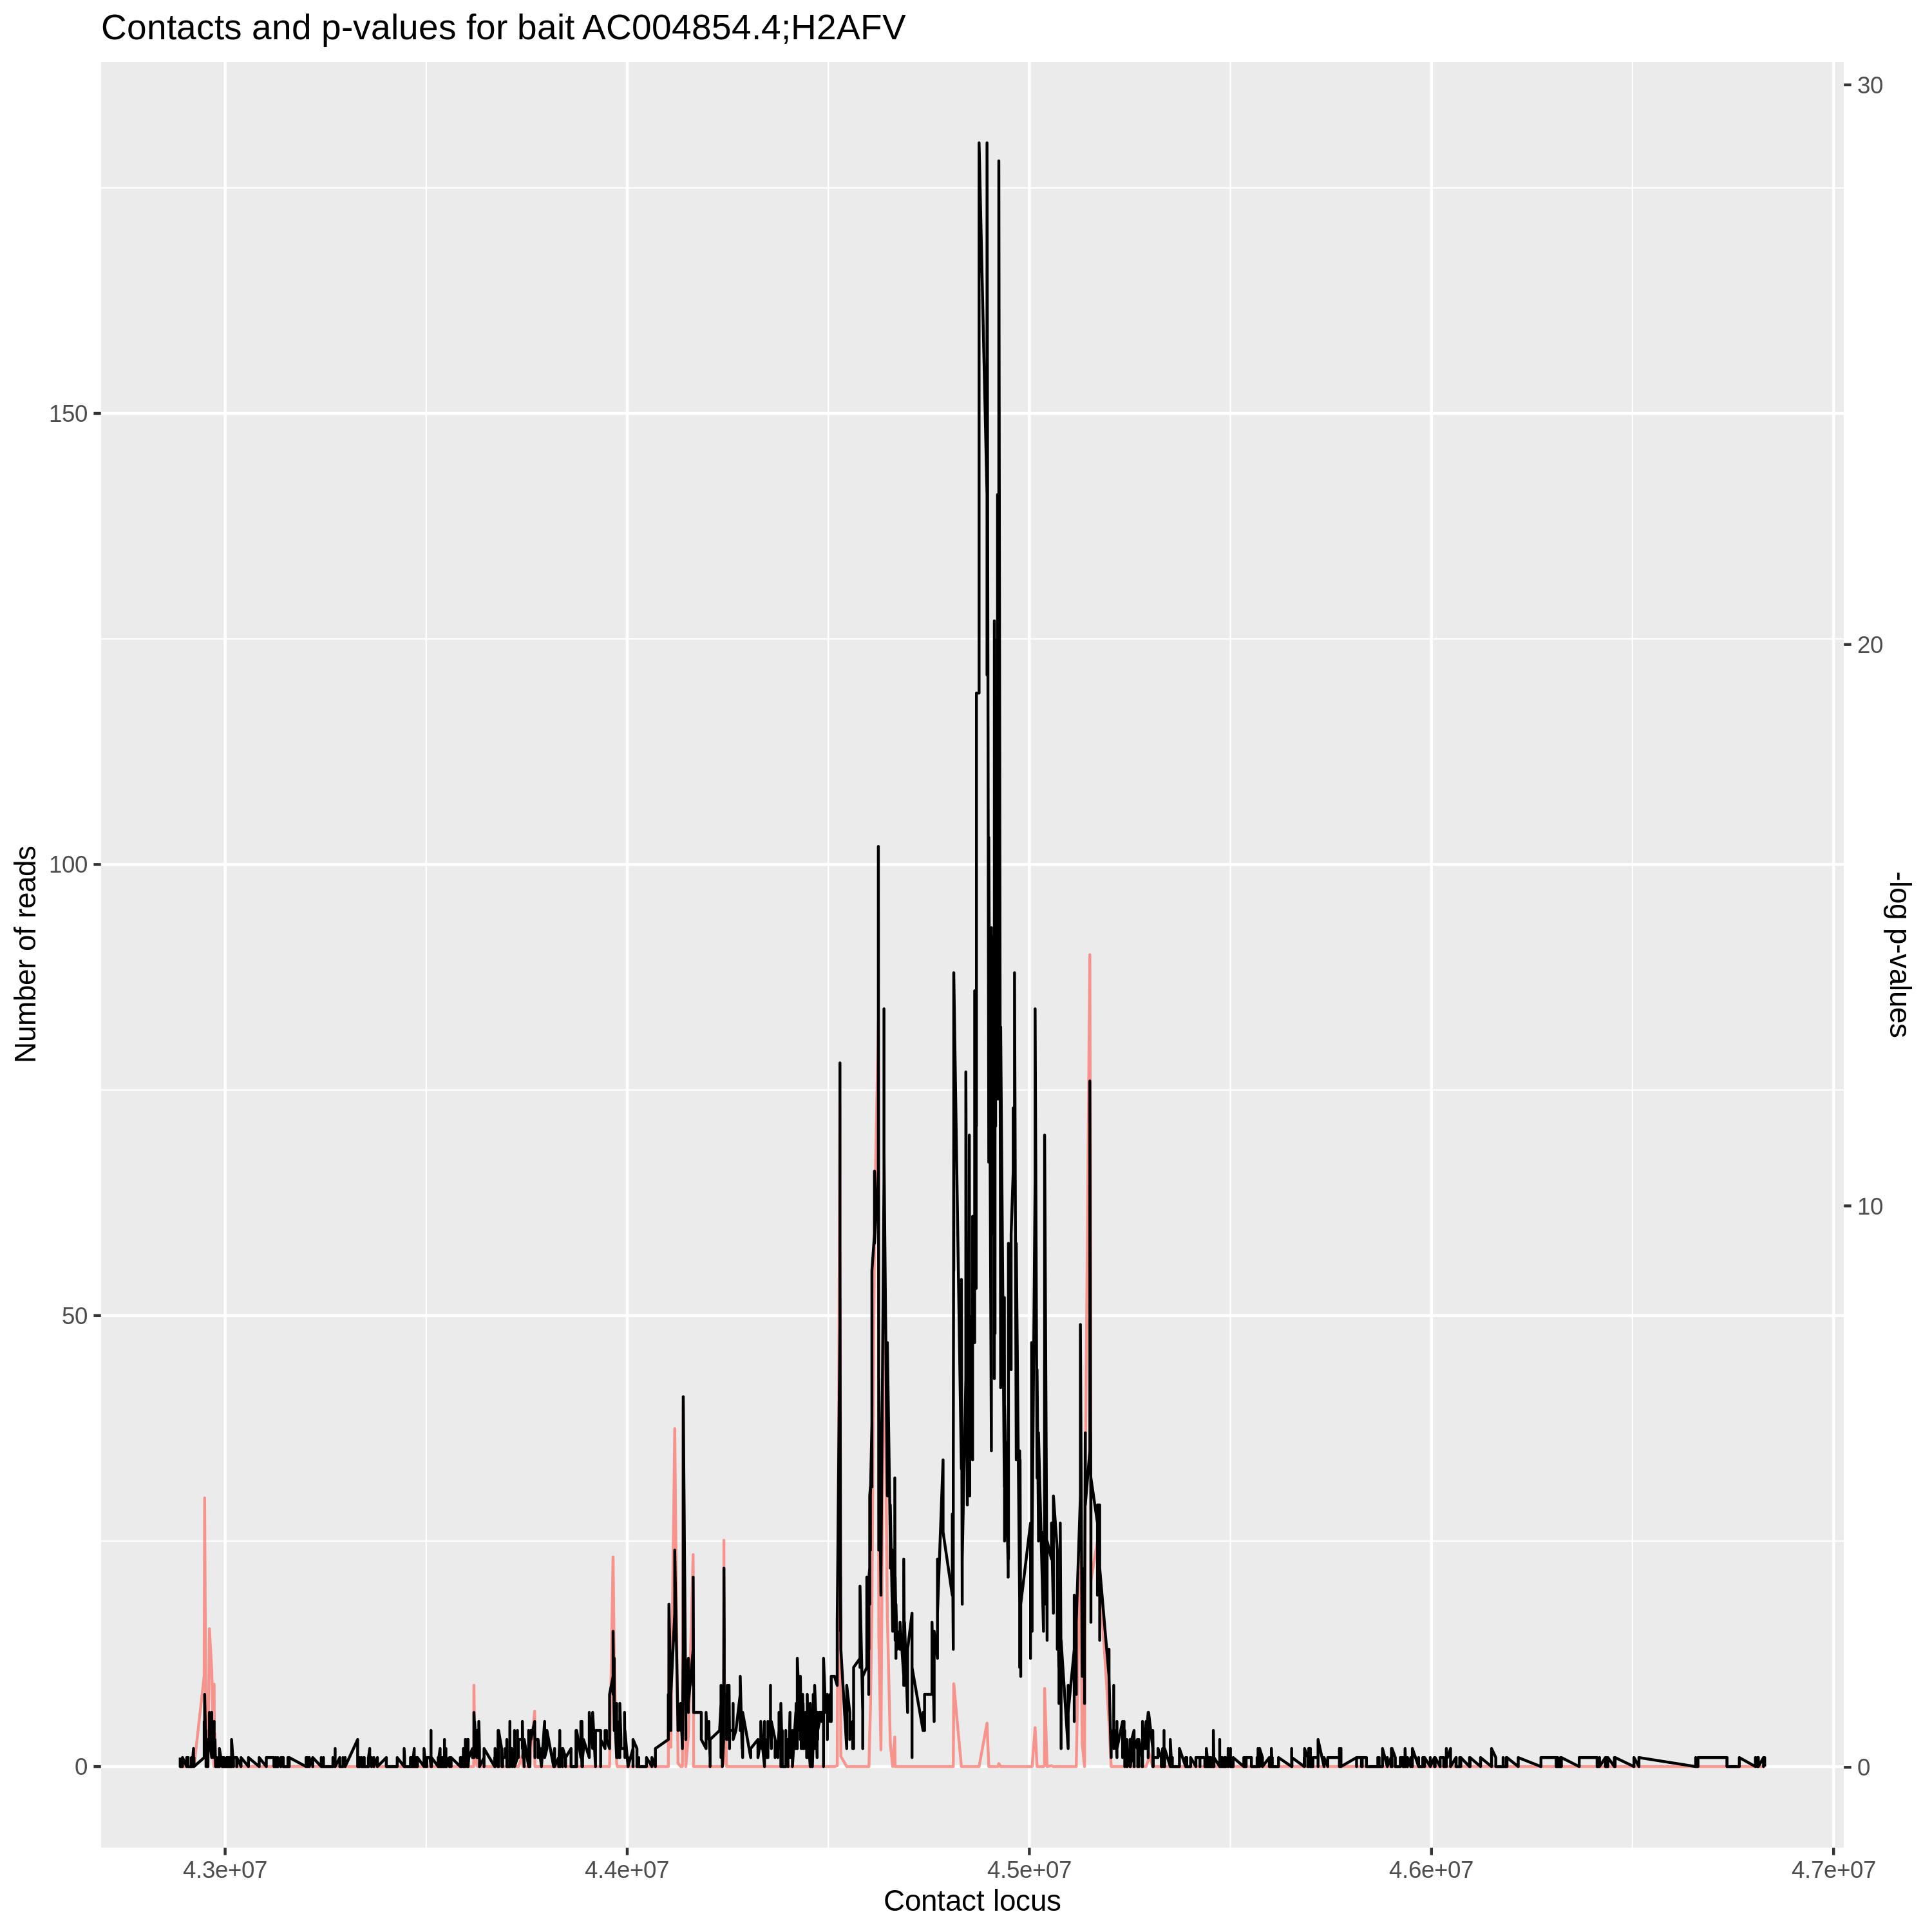 Contacts and p-values for bait AC004854.4;H2AFV
30
150
20
100
Number of reads
-log p-values
10
50
0
0
4.3e+07
4.4e+07
4.5e+07
4.6e+07
4.7e+07
Contact locus